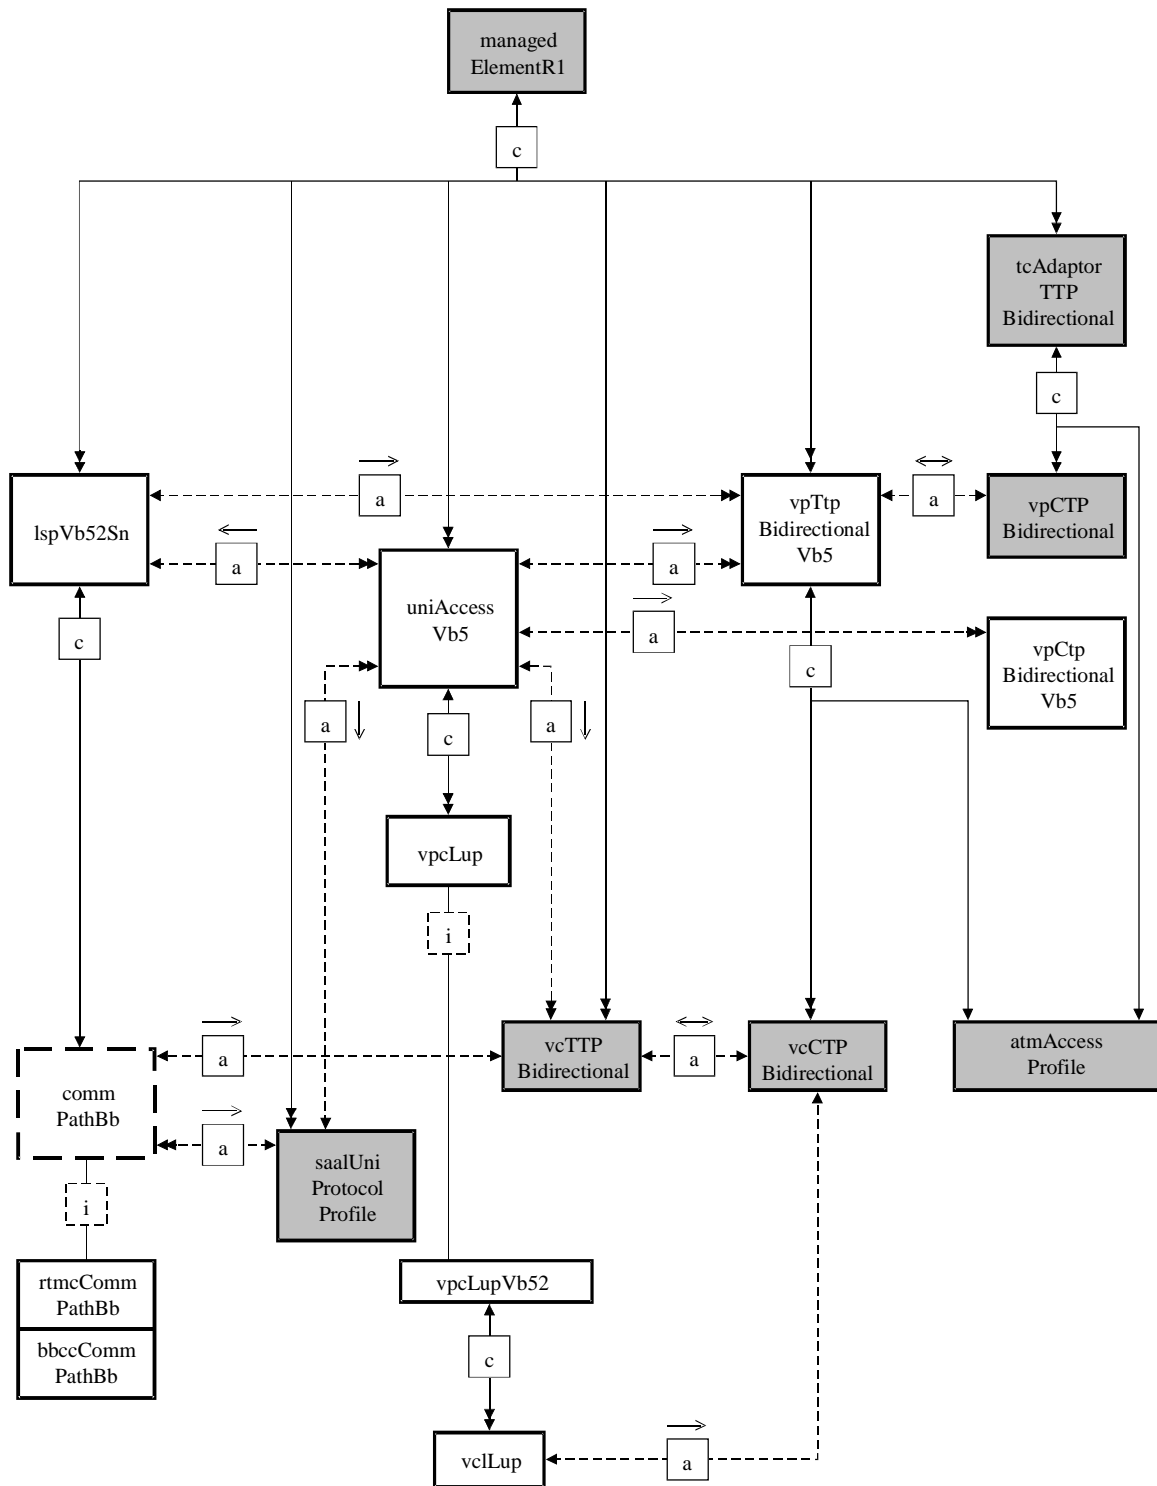 managed
ElementR1
c
tcAdaptor
TTP
Bidirectional
c
lspVb52Sn
a
vpTtp
Bidirectional
Vb5
a
vpCTP
Bidirectional
a
uniAccess
Vb5
a
a
vpCtp
Bidirectional
Vb5
c
c
a
c
a
vpcLup
i
comm
PathBb
a
vcTTP
Bidirectional
a
vcCTP
Bidirectional
atmAccess
Profile
a
saalUni
Protocol
Profile
i
rtmcComm
PathBb
bbccComm
PathBb
vpcLupVb52
c
vclLup
a